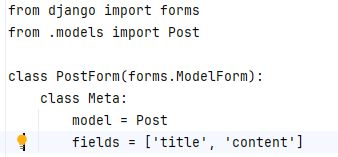 from django import forms
from .models import Post

class PostForm(forms.ModelForm):
    class Meta:
        model = Post
        fields = ['title', 'content']